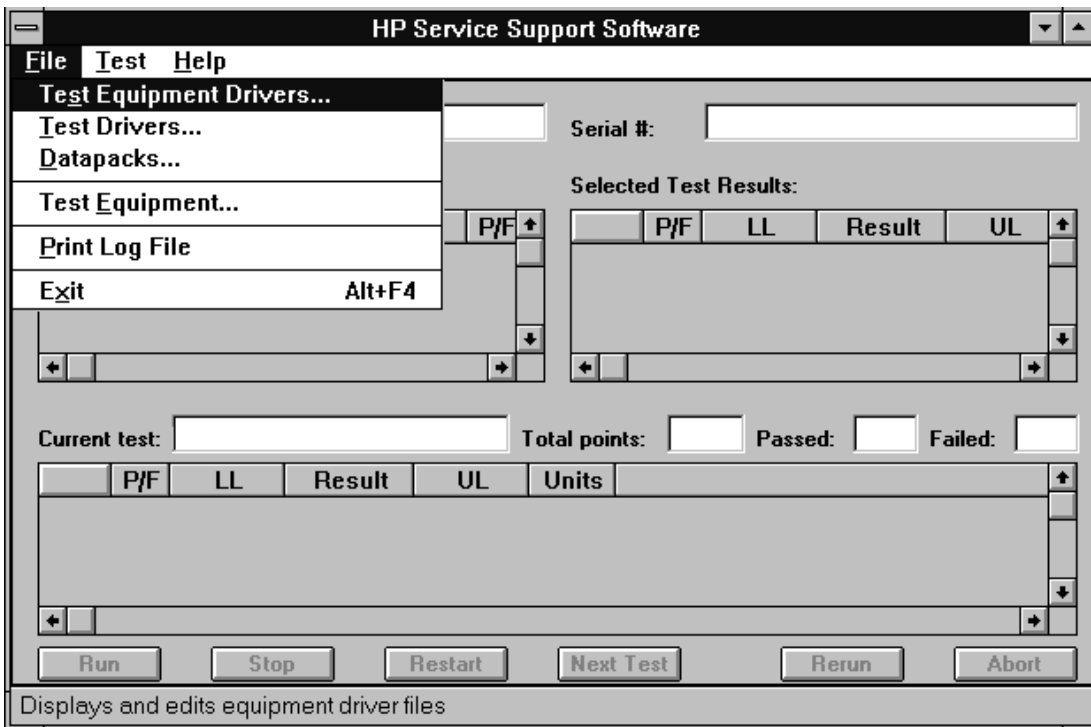 HP Service Support Software
File Test Help
Test Equipment Drivers...
Test Drivers...
Datapacks...
Test Equipment...
Print Log File
Exit Alt+F4
Serial #:
Selected Test Results:
P/F
P/F LL Result UL
Current test: Total points: Passed: Failed:
P/F LL Result UL Units
Run Stop Restart Next Test Rerun Abort
Displays and edits equipment driver files